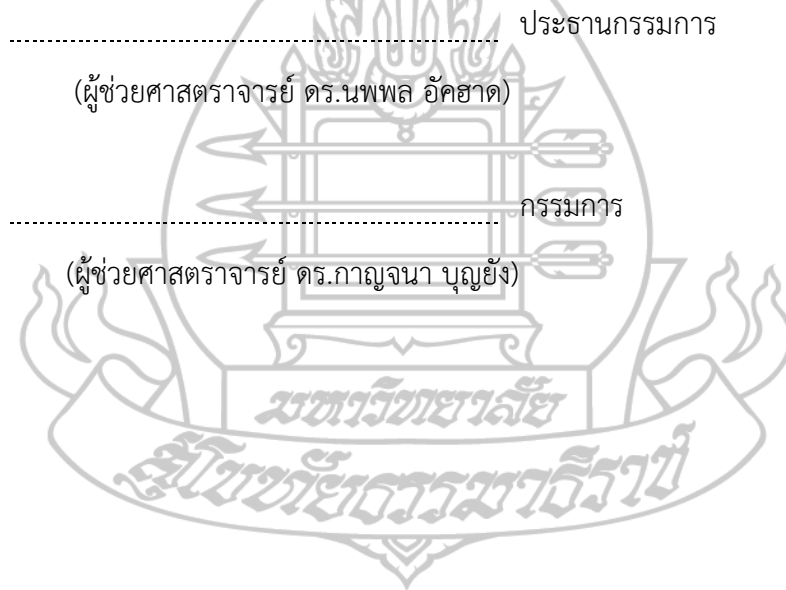 ................................................................ ประธานกรรมการ
(ผู้ช่วยศาสตราจารย์ ดร.นพพล อัคฮาด)
................................................................ กรรมการ
(ผู้ช่วยศาสตราจารย์ ดร.กาญจนา บุญยัง)
มหาวิทยาลัย
สุโขทัยธรรมาธิราช